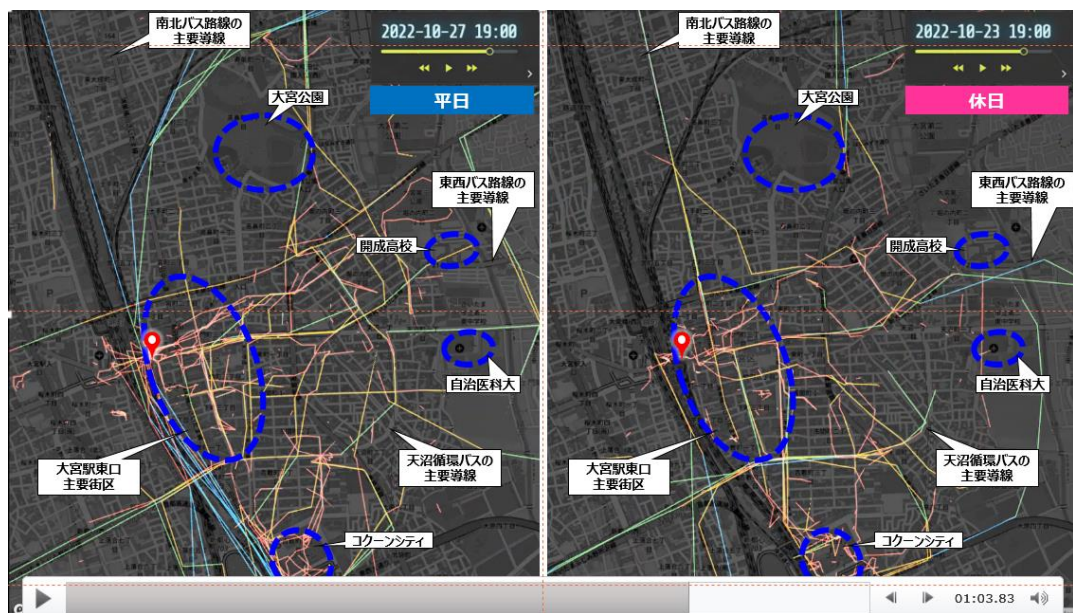 南北バス路線の
主要導線
2022-10-27 19:00
平日
大宮公園
東西バス路線の
主要導線
開成高校
自治医科大
大宮駅東口
主要街区
天沼循環バスの
主要導線
コクーンシティ
南北バス路線の
主要導線
2022-10-23 19:00
休日
大宮公園
東西バス路線の
主要導線
開成高校
自治医科大
大宮駅東口
主要街区
天沼循環バスの
主要導線
コクーンシティ
01:03.83